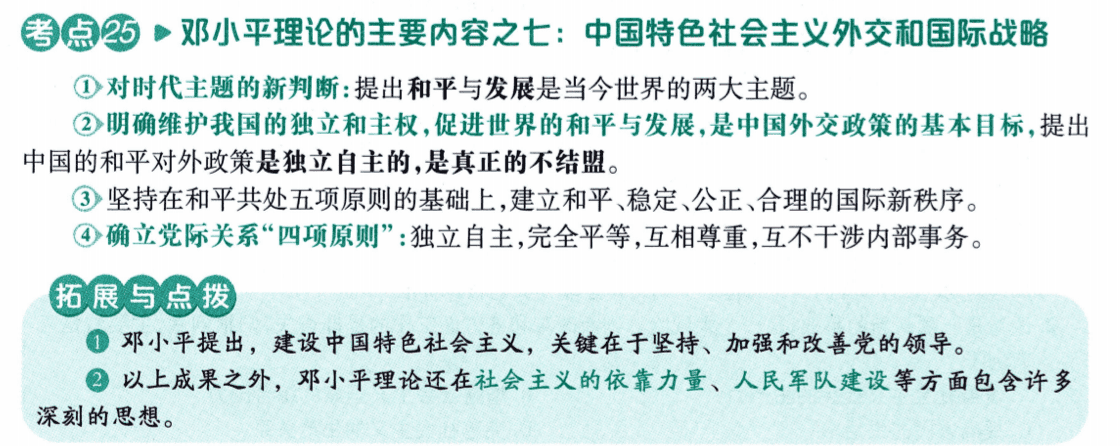 考点25 ▶ 邓小平理论的主要内容之七：中国特色社会主义外交和国际战略
①对时代主题的新判断：提出和平与发展是当今世界的两大主题。
②明确维护我国的独立和主权，促进世界的和平与发展，是中国外交政策的基本目标，提出
中国的和平对外政策是独立自主的，是真正的不结盟。
③坚持在和平共处五项原则的基础上，建立和平、稳定、公正、合理的国际新秩序。
④确立党际关系“四项原则”：独立自主，完全平等，互相尊重，互不干涉内部事务。
拓展与点拨
❶ 邓小平提出，建设中国特色社会主义，关键在于坚持、加强和改善党的领导。
❷ 以上成果之外，邓小平理论还在社会主义的依靠力量、人民军队建设等方面包含许多
深刻的思想。